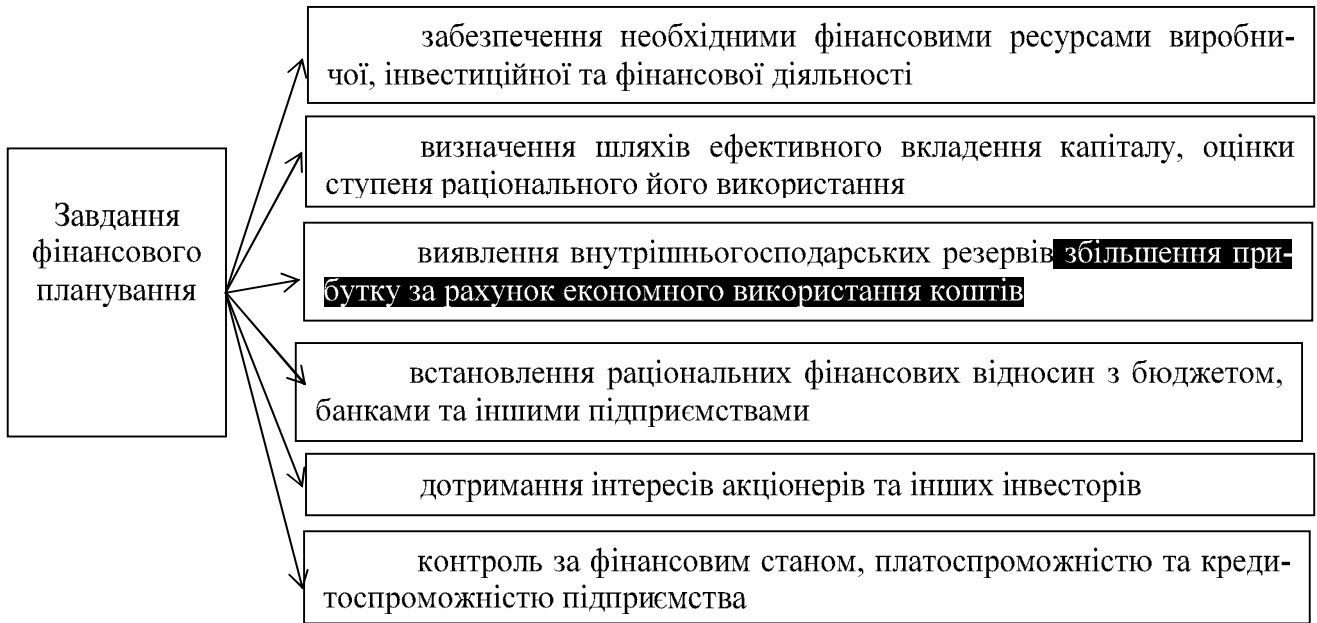 забезпечення необхідними фінансовими ресурсами виробни-
чої, інвестиційної та фінансової діяльності
визначення шляхів ефективного вкладення капіталу, оцінки
ступеня раціонального його використання
Завдання
фінансового
планування
виявлення внутрішньогосподарських резервів збільшення при-
бутку за рахунок економного використання коштів
встановлення раціональних фінансових відносин з бюджетом,
банками та іншими підприємствами
дотримання інтересів акціонерів та інших інвесторів
контроль за фінансовим станом, платоспроможністю та креди-
тоспроможністю підприємства